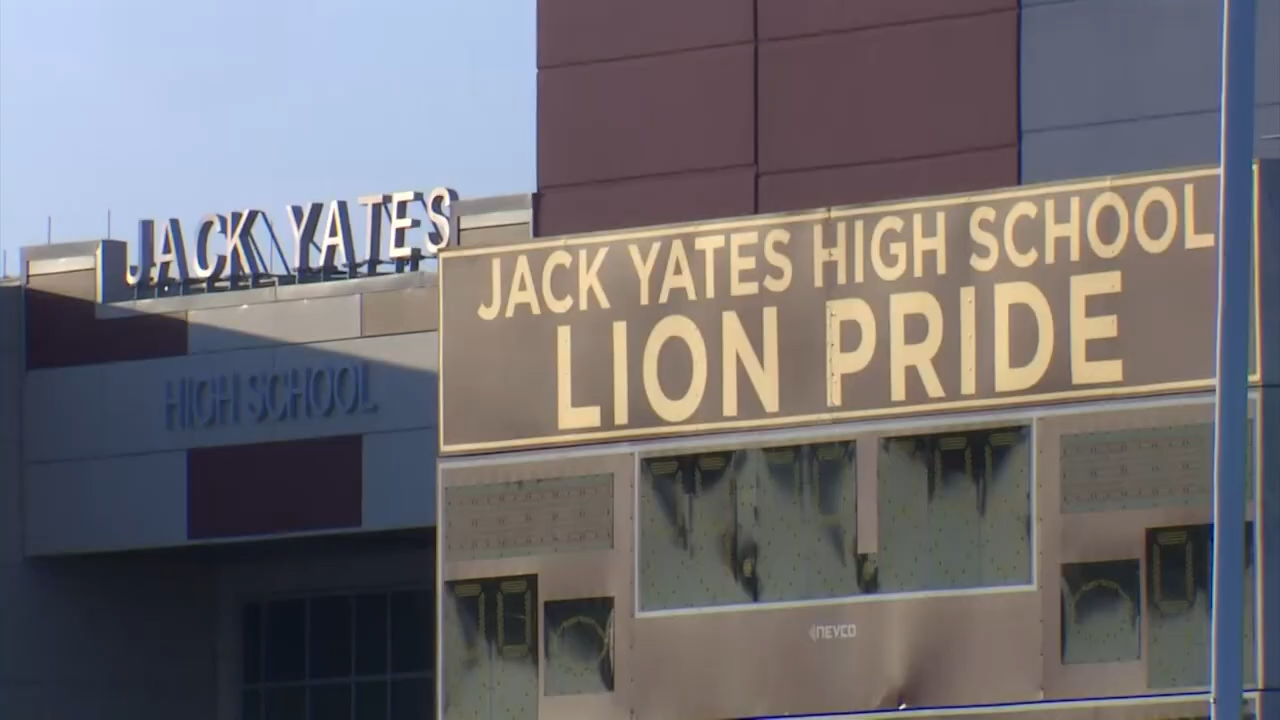 JACK YATES
HIGH SCHOOL
JACK YATES HIGH SCHOOL
LION PRIDE
NEVCO